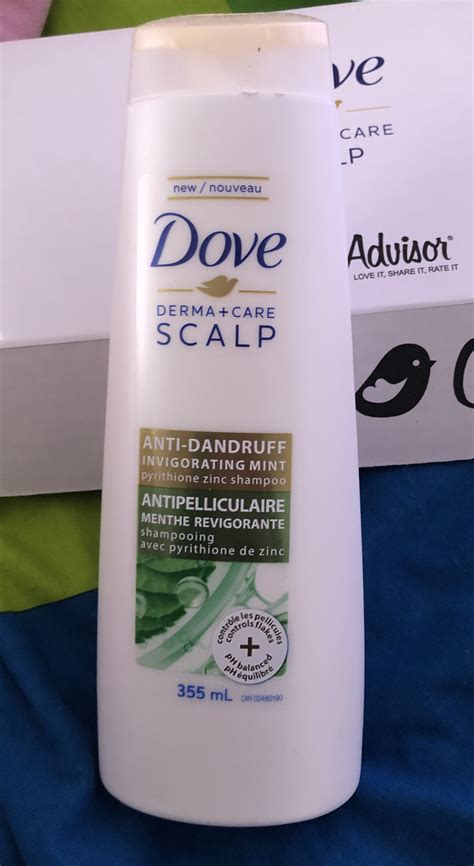 new / nouveau
Dove
DERMA+CARE
SCALP
ANTI-DANDRUFF
INVIGORATING MINT
pyrithione zinc shampoo
ANTIPELLICULAIRE
MENTHE REVIGORANTE
shampooing
avec pyrithione de zinc
contrôle les pellicules
controls flakes
+
pH balanced
pH équilibré
355 mL
DIN 02480190
ove
CARE
ALP
Advisor®
LOVE IT, SHARE IT, RATE IT